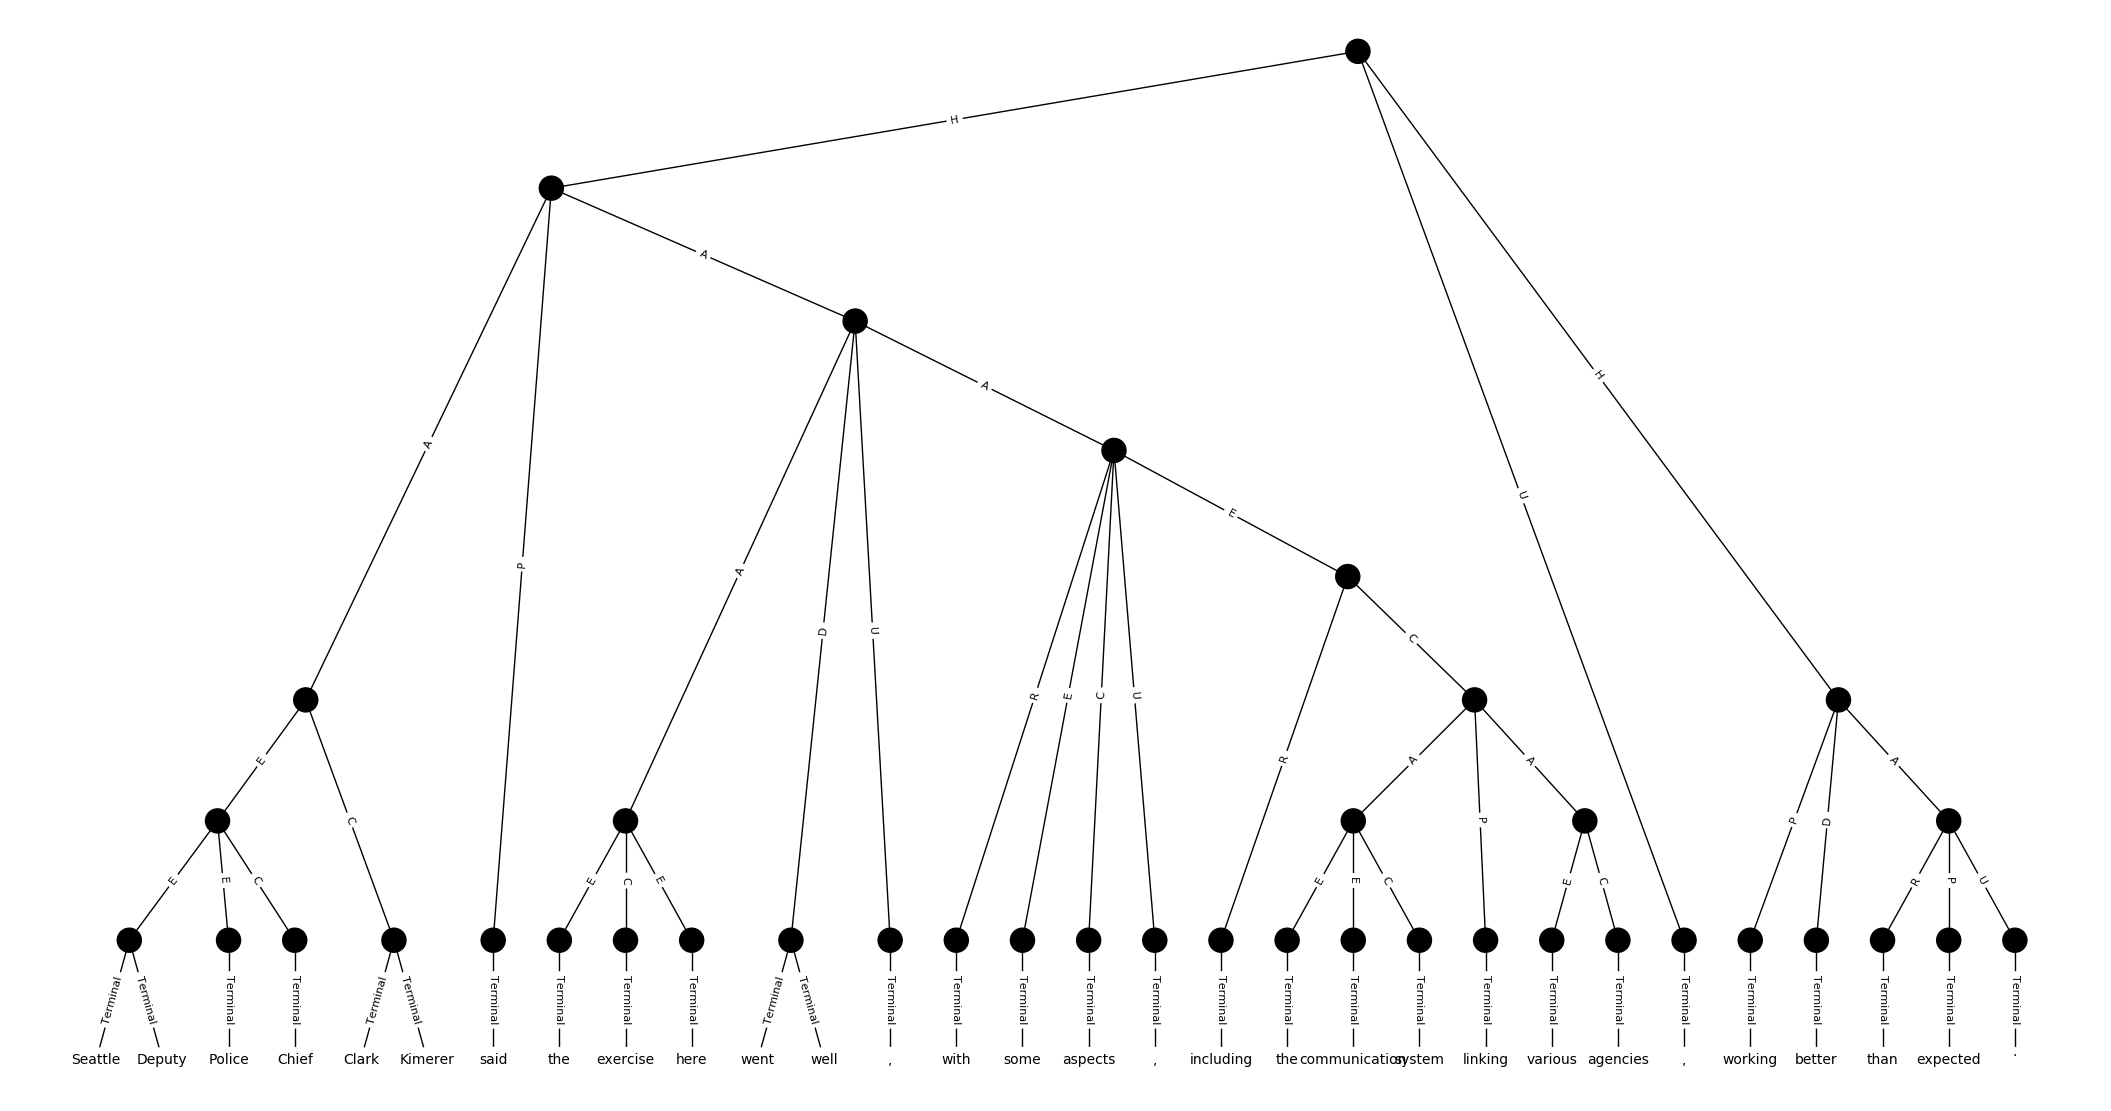 H
A
A
A
E
H
A
U
P
A
D
U
C
R
E
C
U
E
R
A
P
A
A
C
P
D
E
E
C
E
C
E
E
E
C
E
C
R
P
U
Terminal Terminal Terminal Terminal Terminal Terminal Terminal Terminal Terminal Terminal Terminal Terminal Terminal Terminal Terminal Terminal Terminal Terminal Terminal Terminal Terminal Terminal Terminal Terminal Terminal Terminal Terminal Terminal Terminal Terminal
Seattle Deputy Police Chief Clark Kimerer said the exercise here went well , with some aspects , including the communication system linking various agencies , working better than expected .